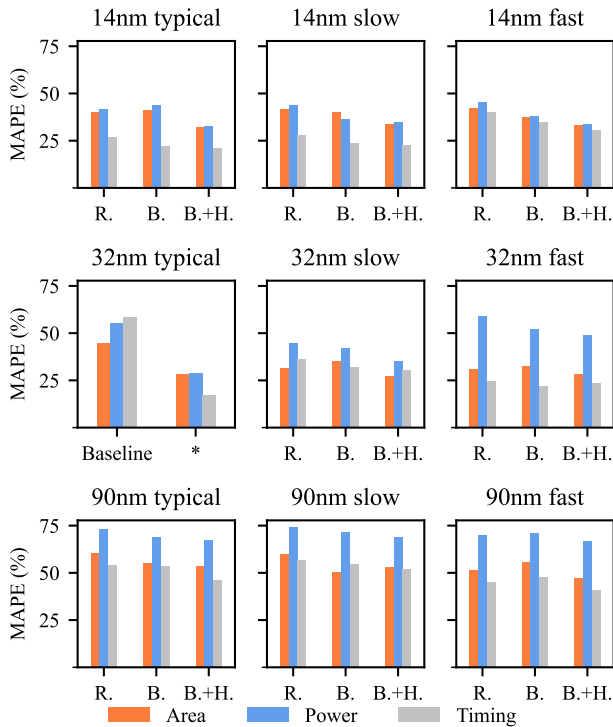 14nm typical 14nm slow 14nm fast
MAPE (%)
75
50
25
R. B. B.+H. R. B. B.+H. R. B. B.+H.
32nm typical 32nm slow 32nm fast
MAPE (%)
75
50
25
Baseline * R. B. B.+H. R. B. B.+H.
90nm typical 90nm slow 90nm fast
MAPE (%)
75
50
25
R. B. B.+H. R. B. B.+H. R. B. B.+H.
Area Power Timing